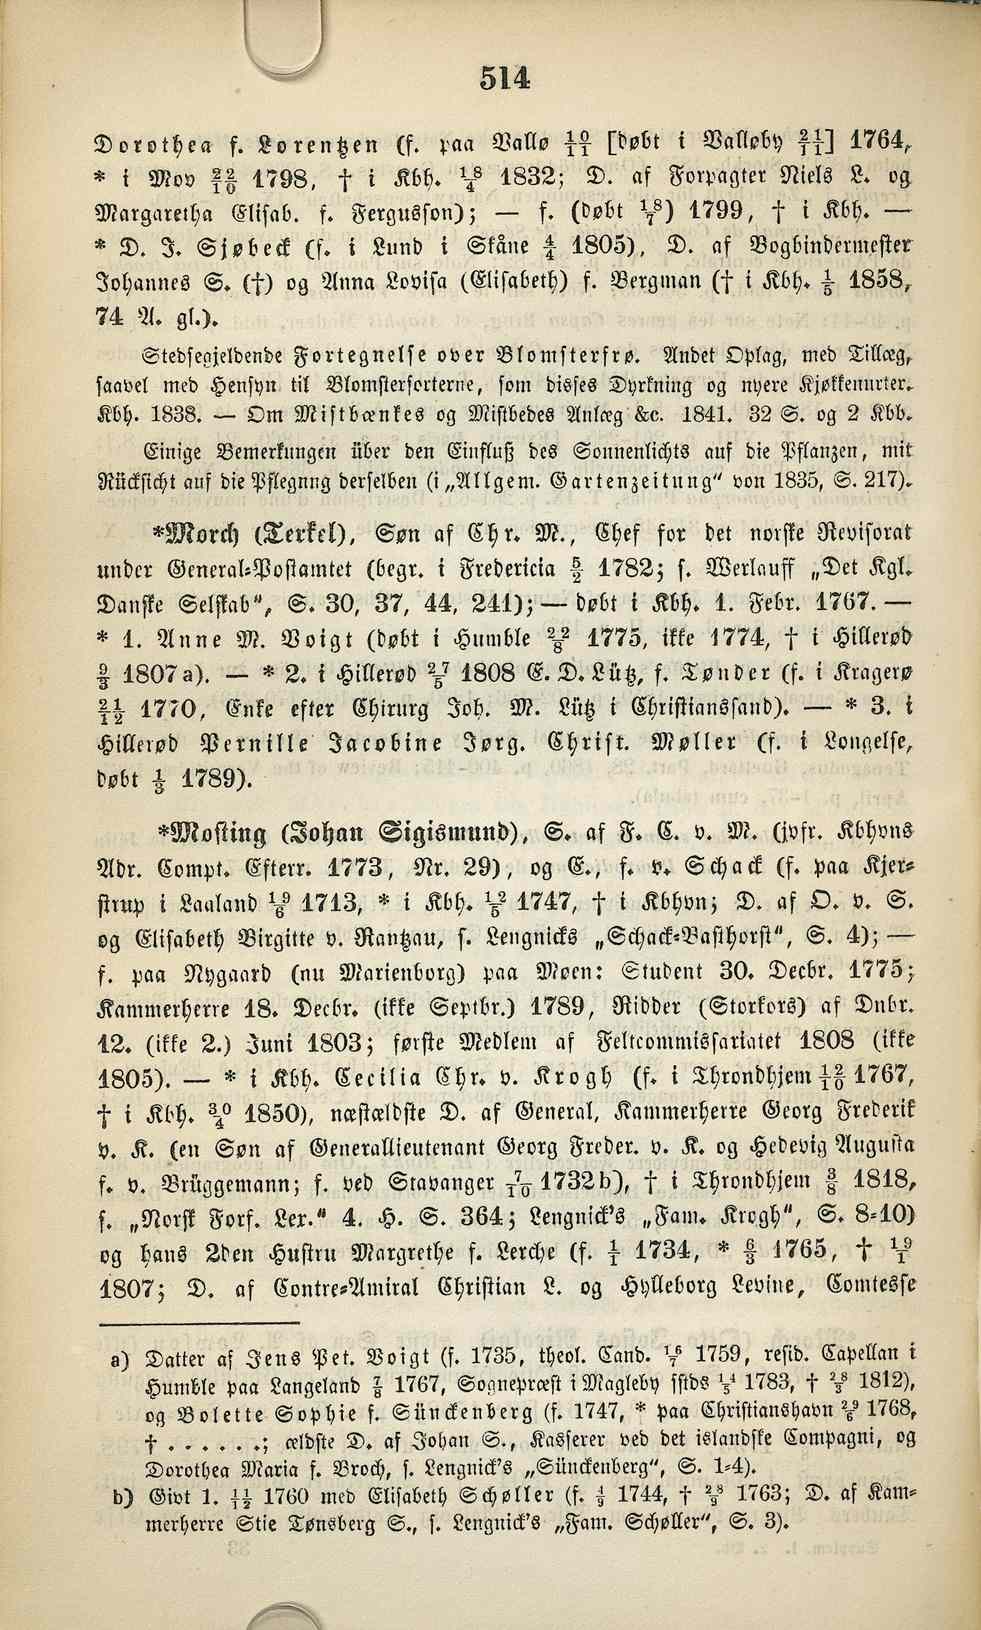 514
Dorothea f. Lorentzen (f. paa Vallø 10/11 [døbt i Valløby 21/11] 1764,
* i Mov 22/10 1798, † i Kbh. 18/4 1832; D. af Forpagter Niels L. og
Margaretha Elisab. f. Fergusson); — f. (døbt 18/7) 1799, † i Kbh. —
* D. J. Sjøbeck (f. i Lund i Skåne 4/4 1805), D. af Bogbindermester
Johannes S. (†) og Anna Lovisa (Elisabeth) f. Bergman († i Kbh. 1/5 1858,
74 A. gl.).
Stedsegjeldende Fortegnelse over Blomsterfrø. Andet Oplag, med Tillæg,
saavel med Hensyn til Blomstersorterne, som disses Dyrkning og nyere Kjøkkenurter.
Kbh. 1838. — Om Mistbænkes og Mistbedes Anlæg &c. 1841. 32 S. og 2 Kbb.
Einige Bemerkungen über den Einfluß des Sonnenlichts auf die Pflanzen, mit
Rücksicht auf die Pflegnng derselben (i „Allgem. Gartenzeitung“ von 1835, S. 217).
*Morch (Terkel), Søn af Chr. M., Chef for det norske Revisorat
under General-Postamtet (begr. i Fredericia 5/2 1782; s. Werlauff „Det Kgl.
Danske Selskab“, S. 30, 37, 44, 241); — døbt i Kbh. 1. Febr. 1767. —
* 1. Anne M. Voigt (døbt i Humble 22/2 1775, ikke 1774, † i Hillerød
9/3 1807 a). — * 2. i Hillerød 27/5 1808 E. D. Lütz, f. Tønder (f. i Kragerø
21/12 1770, Enke efter Chirurg Joh. M. Lütz i Christianssand). — * 3. i
Hillerød Pernille Jacobine Jørg. Christ. Møller (f. i Longelse,
døbt 1/3 1789).
*Mosting (Johan Sigismund), S. af F. C. v. M. (jvfr. Kbhvns
Adr. Compt. Efterr. 1773, Nr. 29), og E., f. v. Schack (f. paa Kjer-
strup i Laaland 19/6 1713, * i Kbh. 12/5 1747, † i Kbhvn; D. af O. v. S.
og Elisabeth Birgitte v. Rantzau, s. Lengnicks „Schack-Basthorst“, S. 4); —
f. paa Nygaard (nu Marienborg) paa Møen: Student 30. Decbr. 1775;
Kammerherre 18. Decbr. (ikke Septbr.) 1789, Ridder (Storkors) af Dnbr.
12. (ikke 2.) Juni 1803; første Medlem af Feltcommissariatet 1808 (ikke
1805). — * i Kbh. Cecilia Chr. v. Krogh (f. i Throndhjem 12/10 1767,
† i Kbh. 30/4 1850), næstældste D. af General, Kammerherre Georg Frederik
v. K. (en Søn af Generallieutenant Georg Freder. v. K. og Hedevig Augusta
f. v. Brüggemann; f. ved Stavanger 7/10 1732 b), † i Throndhjem 3/8 1818,
s. „Norsk Forf. Lex.“ 4. H. S. 364; Lengnick's „Fam. Krogh“, S. 8-10)
og hans 2den Hustru Margrethe f. Lerche (f. 1/1 1734, * 6/3 1765, † 19/1
1807; D. af Contre-Amiral Christian L. og Hylleborg Levine, Comtesse
a) Datter af Jens Pet. Voigt (f. 1735, theol. Cand. 16/7 1759, resid. Capellan i
Humble paa Langeland 7/8 1767, Sognepræst i Magleby sstds 14/5 1783, † 28/3 1812),
og Bolette Sophie f. Sünckenberg (f. 1747, * paa Christianshavn 29/6 1768,
† . . . . . .; ældste D. af Johan S., Kasserer ved det islandske Compagni, og
Dorothea Maria f. Broch, s. Lengnick's „Sünckenberg“, S. 1-4).
b) Givt 1. 11/12 1760 med Elisabeth Schøller (f. 1/9 1744, † 28/9 1763; D. af Kam-
merherre Stie Tønsberg S., s. Lengnick's „Fam. Schøller“, S. 3).